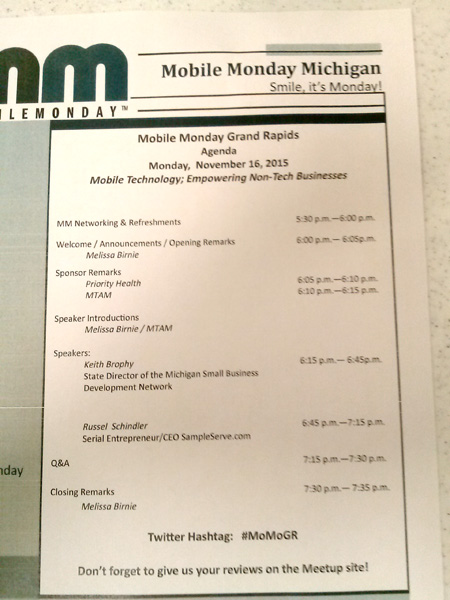 mm
ILEMONDAY™
Mobile Monday Michigan
Smile, it's Monday!
Mobile Monday Grand Rapids
Agenda
Monday, November 16, 2015
Mobile Technology; Empowering Non-Tech Businesses
MM Networking & Refreshments 5:30 p.m.—6:00 p.m.
Welcome / Announcements / Opening Remarks 6:00 p.m.— 6:05p.m.
Melissa Birnie
Sponsor Remarks
Priority Health 6:05 p.m.—6:10 p.m.
MTAM 6:10 p.m.—6:15 p.m.
Speaker Introductions
Melissa Birnie / MTAM
Speakers:
Keith Brophy 6:15 p.m.— 6:45p.m.
State Director of the Michigan Small Business
Development Network
Russel Schindler 6:45 p.m.—7:15 p.m.
Serial Entrepreneur/CEO SampleServe.com
Q&A 7:15 p.m.—7:30 p.m.
nday
Closing Remarks 7:30 p.m.— 7:35 p.m.
Melissa Birnie
Twitter Hashtag: #MoMoGR
Don't forget to give us your reviews on the Meetup site!